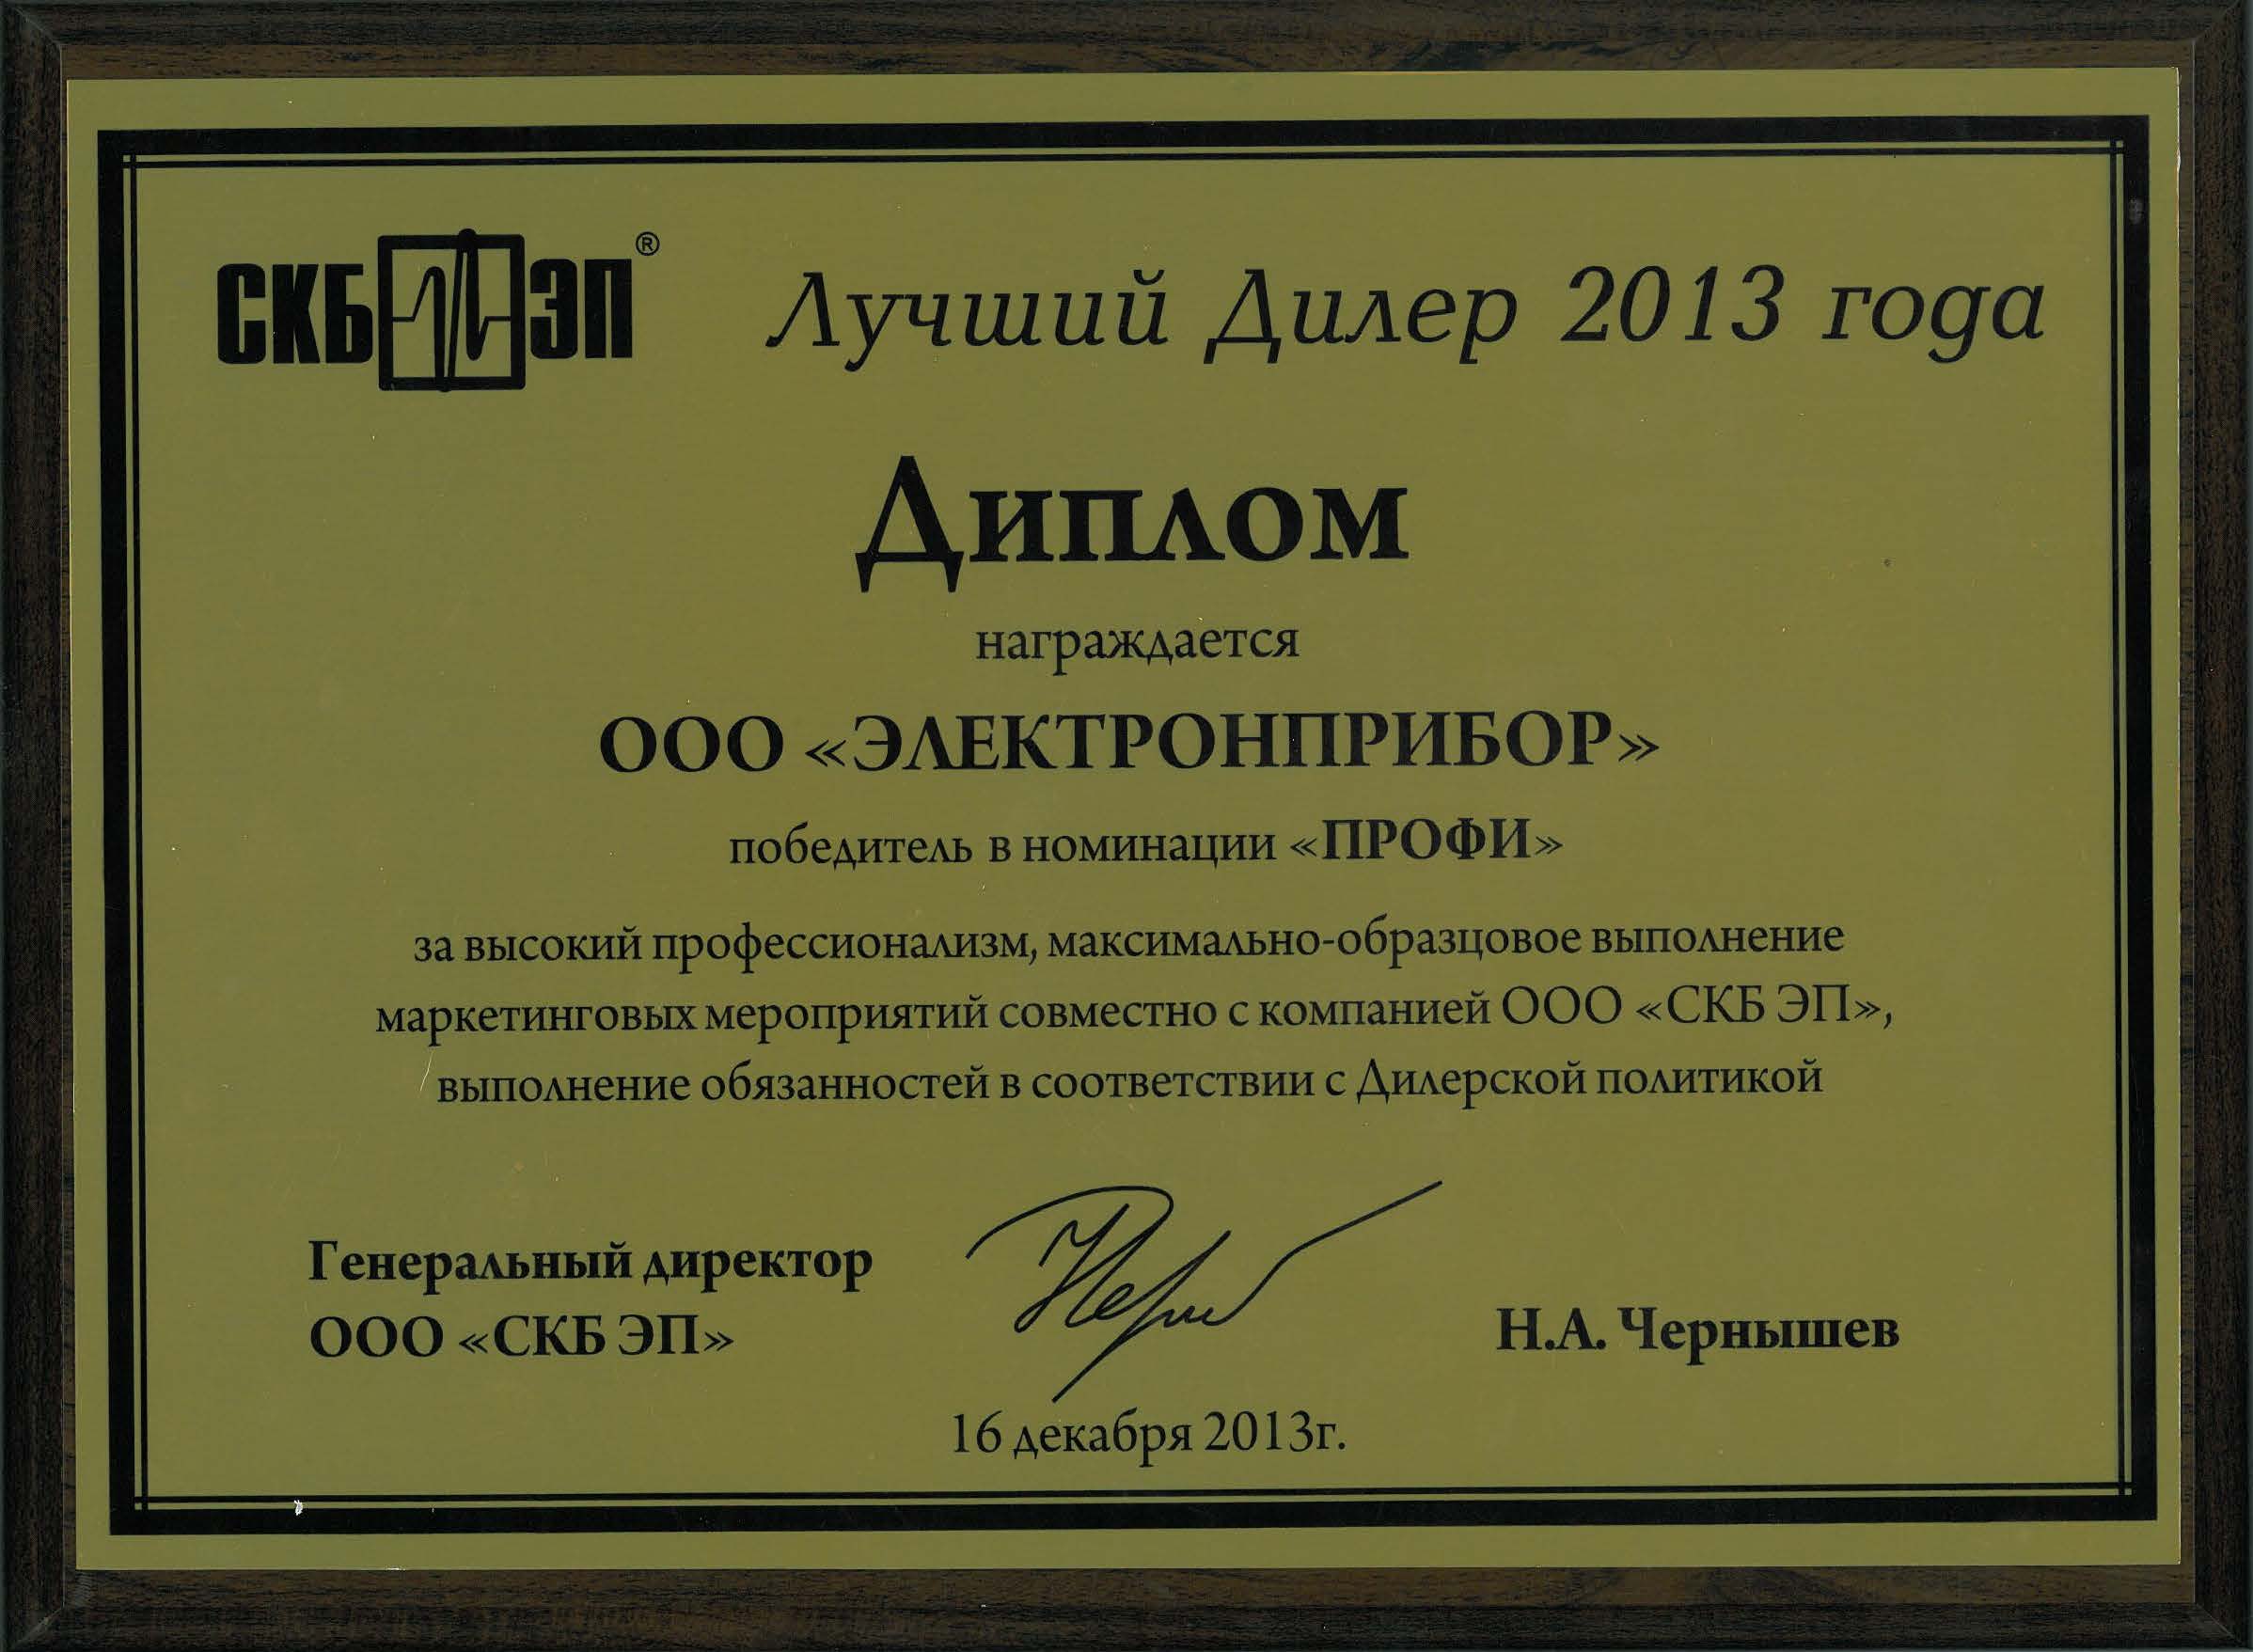 СКБ ЭП®
Лучший Дилер 2013 года
Диплом
награждается
ООО «ЭЛЕКТРОНПРИБОР»
победитель в номинации «ПРОФИ»
за высокий профессионализм, максимально-образцовое выполнение
маркетинговых мероприятий совместно с компанией ООО «СКБ ЭП»,
выполнение обязанностей в соответствии с Дилерской политикой
Генеральный директор
ООО «СКБ ЭП»
Н.А. Чернышев
16 декабря 2013г.